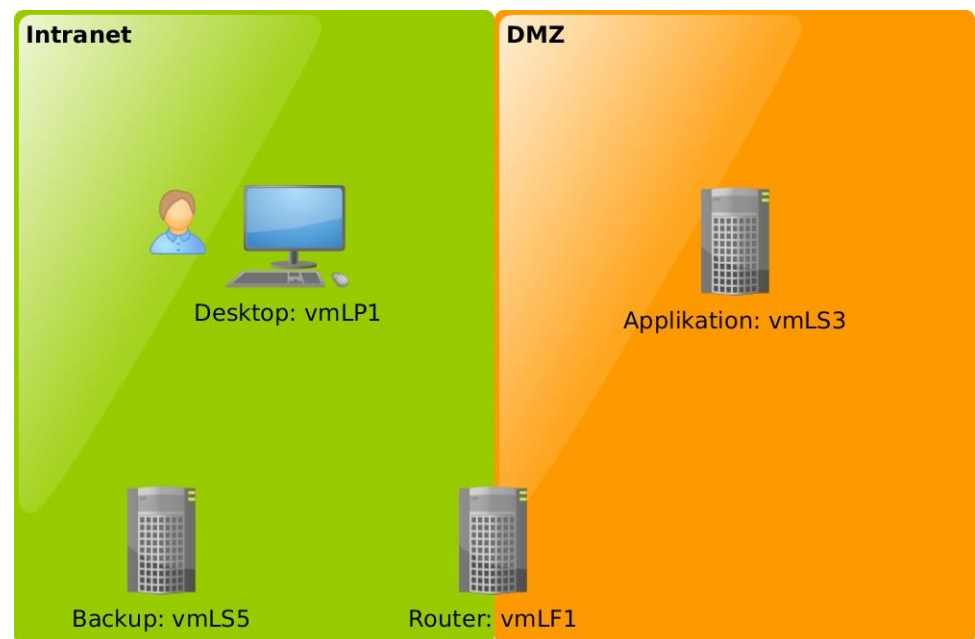 Intranet
DMZ
Desktop: vmLP1
Applikation: vmLS3
Backup: vmLS5
Router: vmLF1